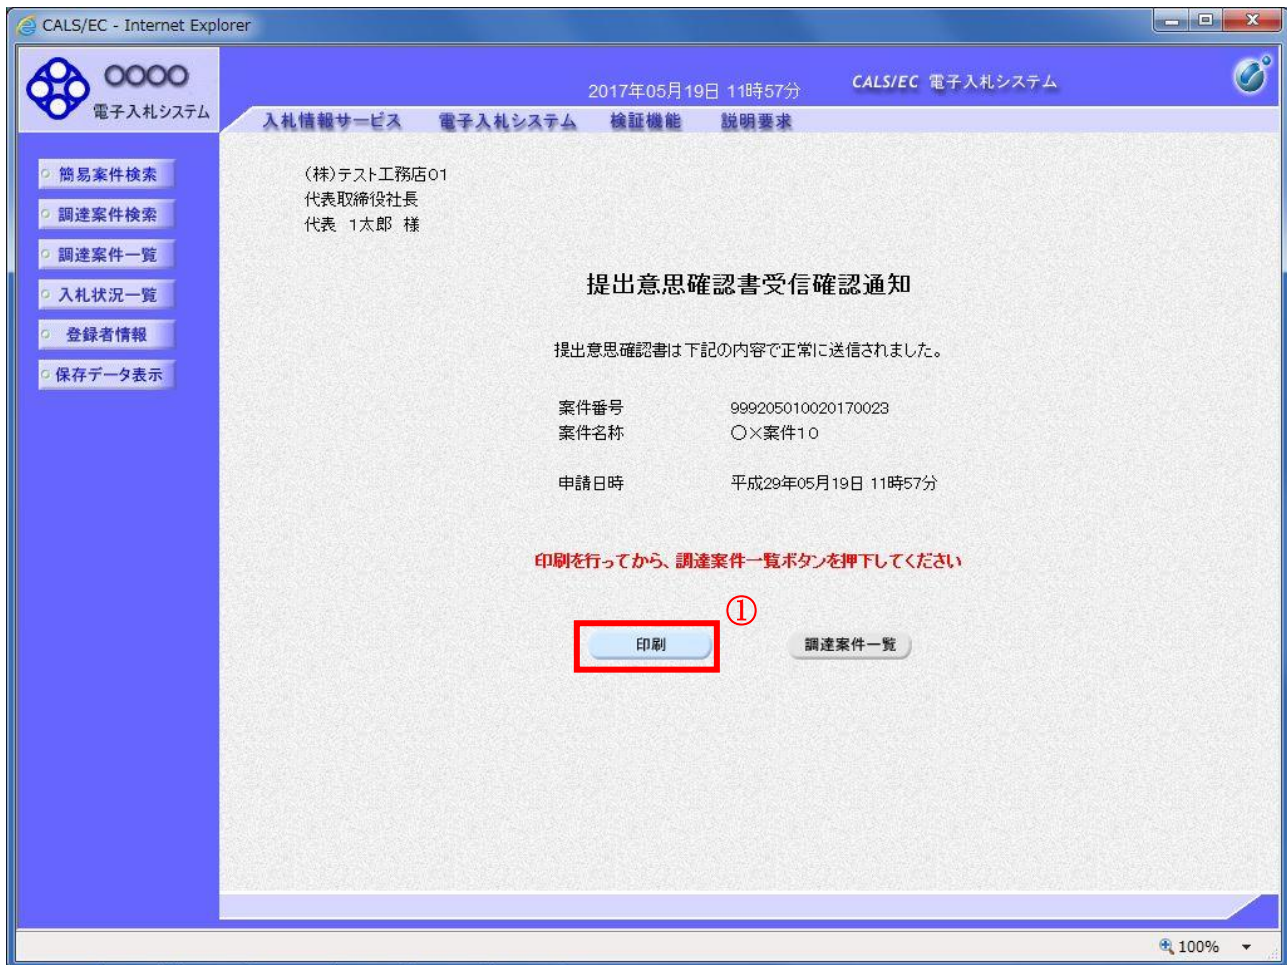 CALS/EC - Internet Explorer
〇〇〇〇
電子入札システム
2017年05月19日 11時57分
CALS/EC 電子入札システム
入札情報サービス 電子入札システム 検証機能 説明要求
簡易案件検索
調達案件検索
調達案件一覧
入札状況一覧
登録者情報
保存データ表示
(株)テスト工務店01
代表取締役社長
代表 1太郎 様
提出意思確認書受信確認通知
提出意思確認書は下記の内容で正常に送信されました。
案件番号 999205010020170023
案件名称 〇×案件10
申請日時 平成29年05月19日 11時57分
印刷を行ってから、調達案件一覧ボタンを押下してください
①
印刷 調達案件一覧
100%